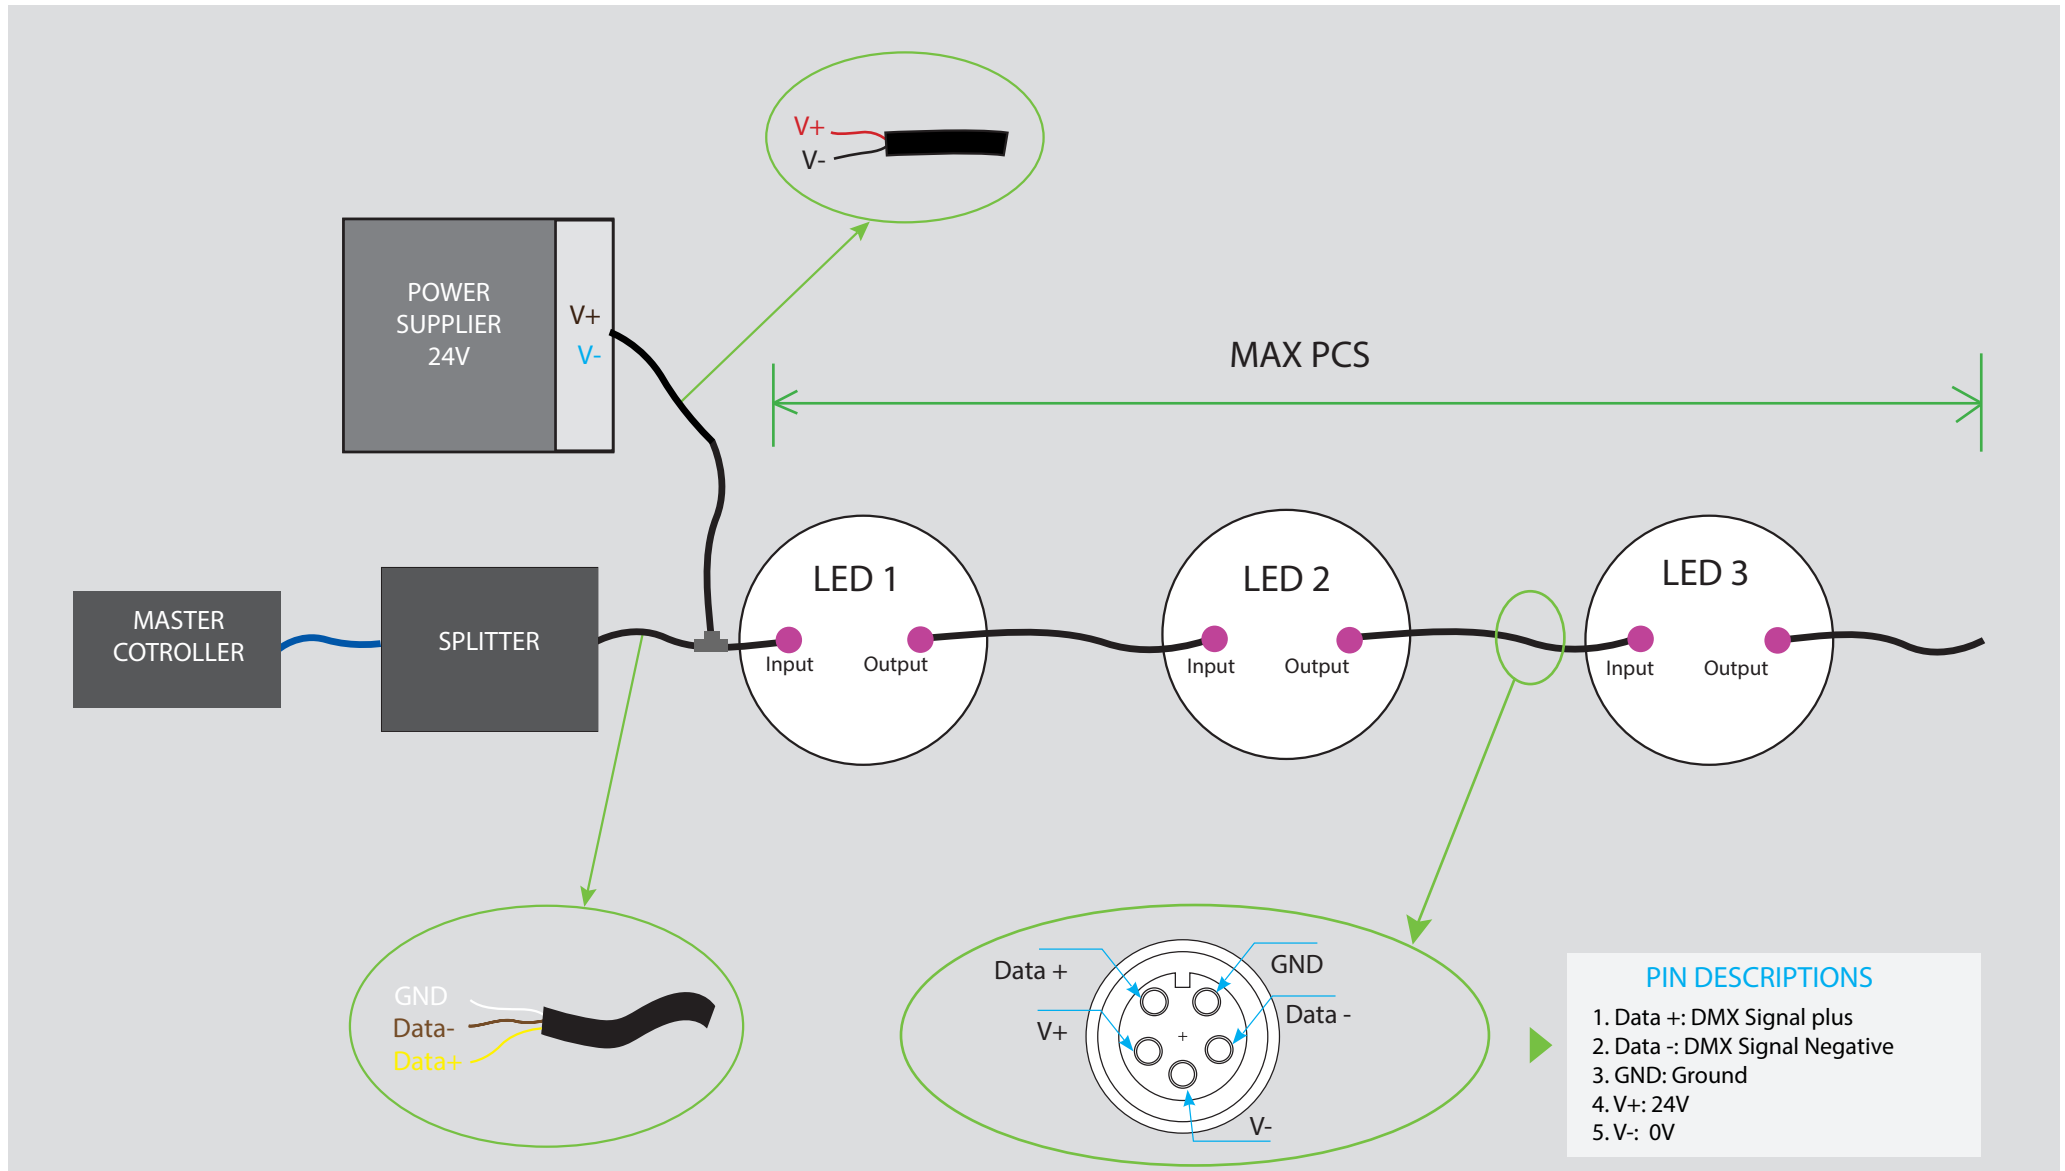 V+
V-
POWER
SUPPLIER
24V
V+
V-
MAX PCS
MASTER
COTROLLER
SPLITTER
LED 1
Input
Output
LED 2
Input
Output
LED 3
Input
Output
GND
Data-
Data+
Data +
GND
V+
Data -
V-
PIN DESCRIPTIONS
1. Data +: DMX Signal plus
2. Data -: DMX Signal Negative
3. GND: Ground
4. V+: 24V
5. V-: 0V